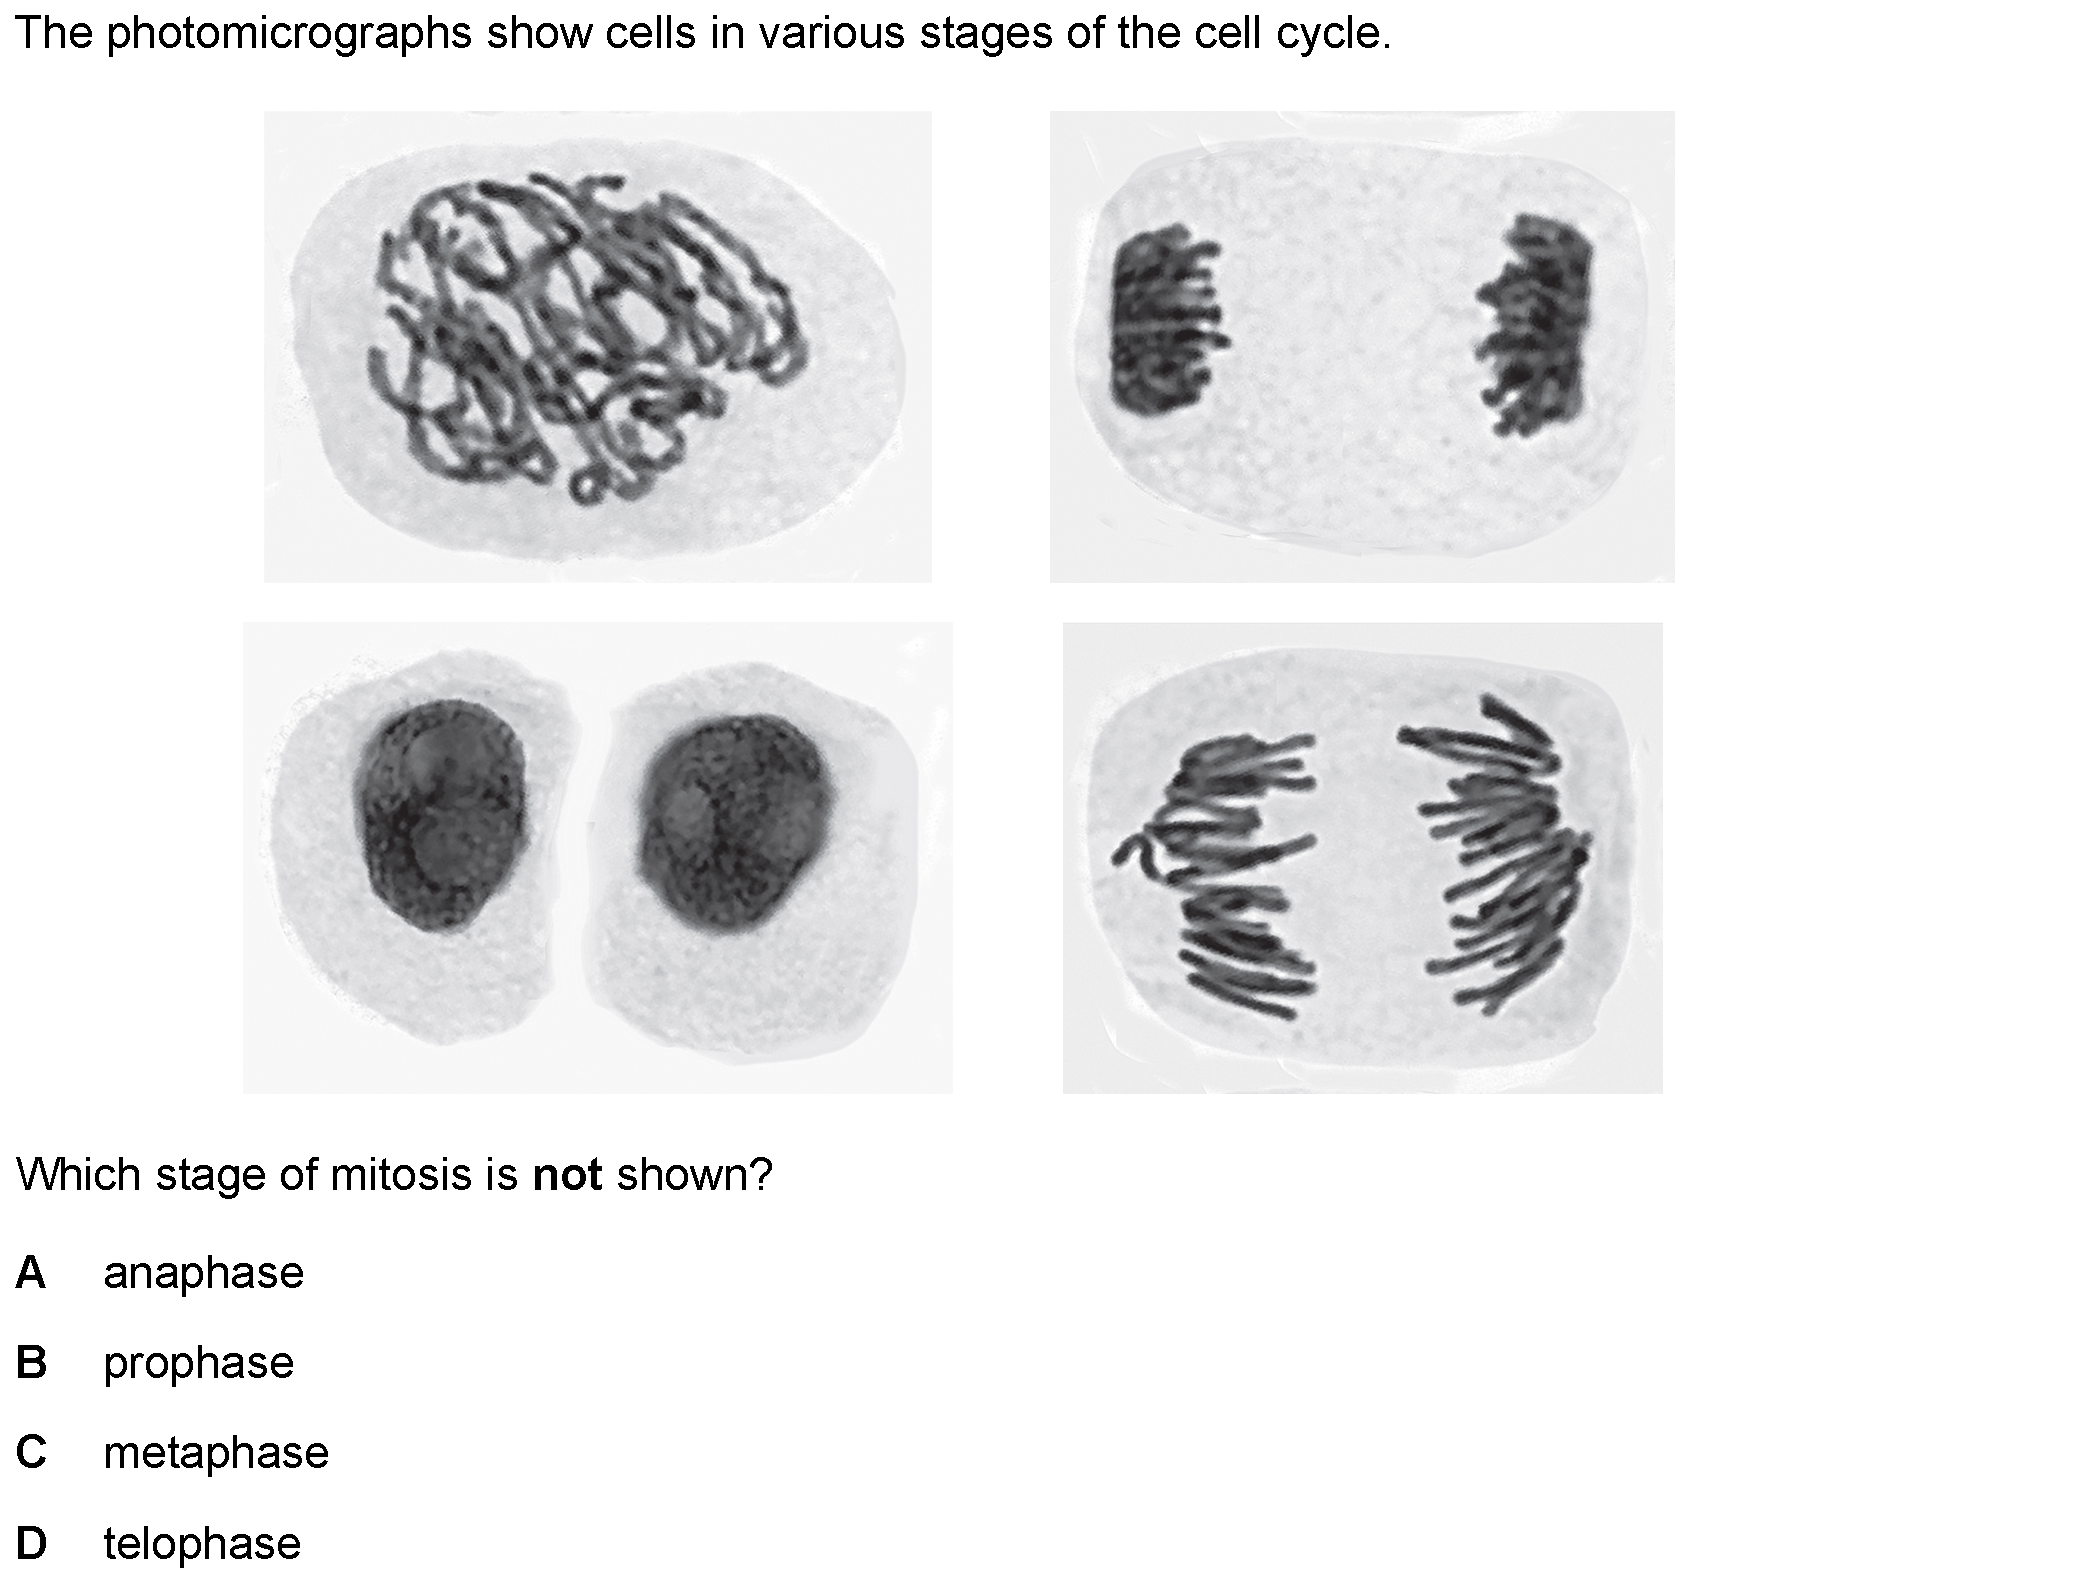 The photomicrographs show cells in various stages of the cell cycle.
Which stage of mitosis is not shown?
A anaphase
B prophase
C metaphase
D telophase